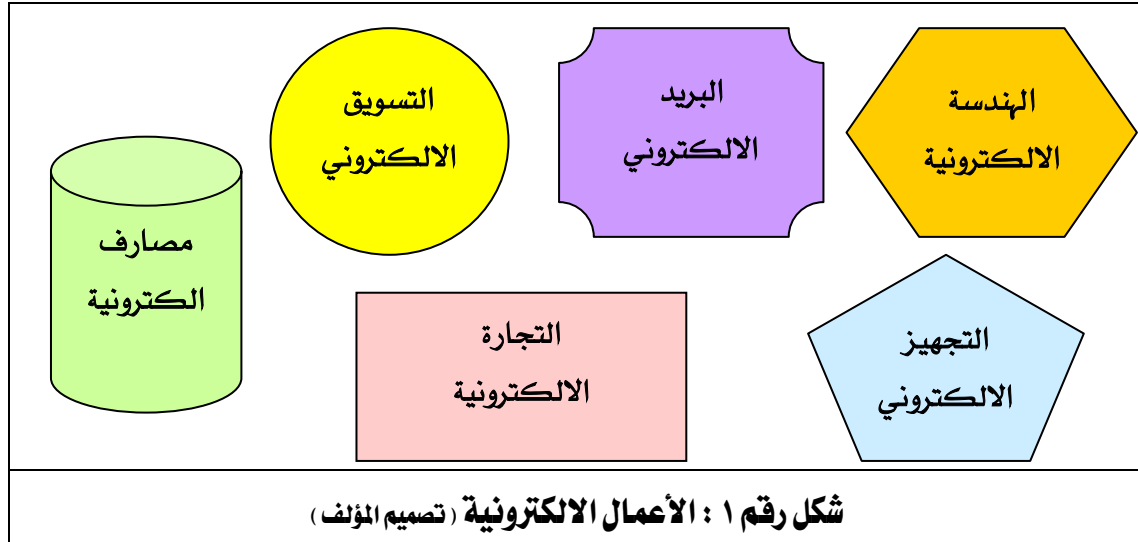 الهندسة
الالكترونية
البريد
الالكتروني
التسويق
الالكتروني
مصارف
الكترونية
التجهيز
الالكتروني
التجارة
الالكترونية
شكل رقم ١ : الأعمال الالكترونية ( تصميم المؤلف )